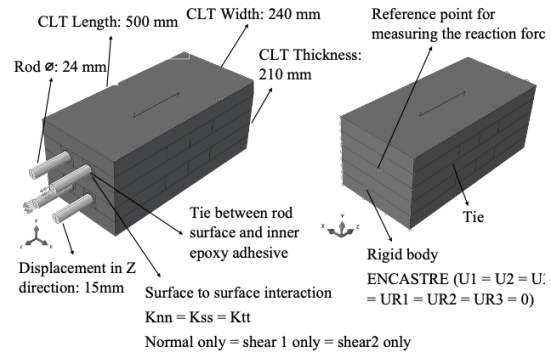 CLT Length: 500 mm
CLT Width: 240 mm
Rod ⌀: 24 mm
CLT Thickness:
210 mm
Tie between rod
surface and inner
epoxy adhesive
Displacement in Z
direction: 15mm
Surface to surface interaction
Knn = Kss = Ktt
Normal only = shear 1 only = shear2 only
Reference point for
measuring the reaction forc
Tie
Rigid body
ENCASTRE (U1 = U2 = U3
= UR1 = UR2 = UR3 = 0)